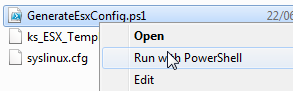 GenerateEsxConfig.ps1 22/06
ks_ESX_Temp
syslinux.cfg
Open
Run with PowerShell
Edit